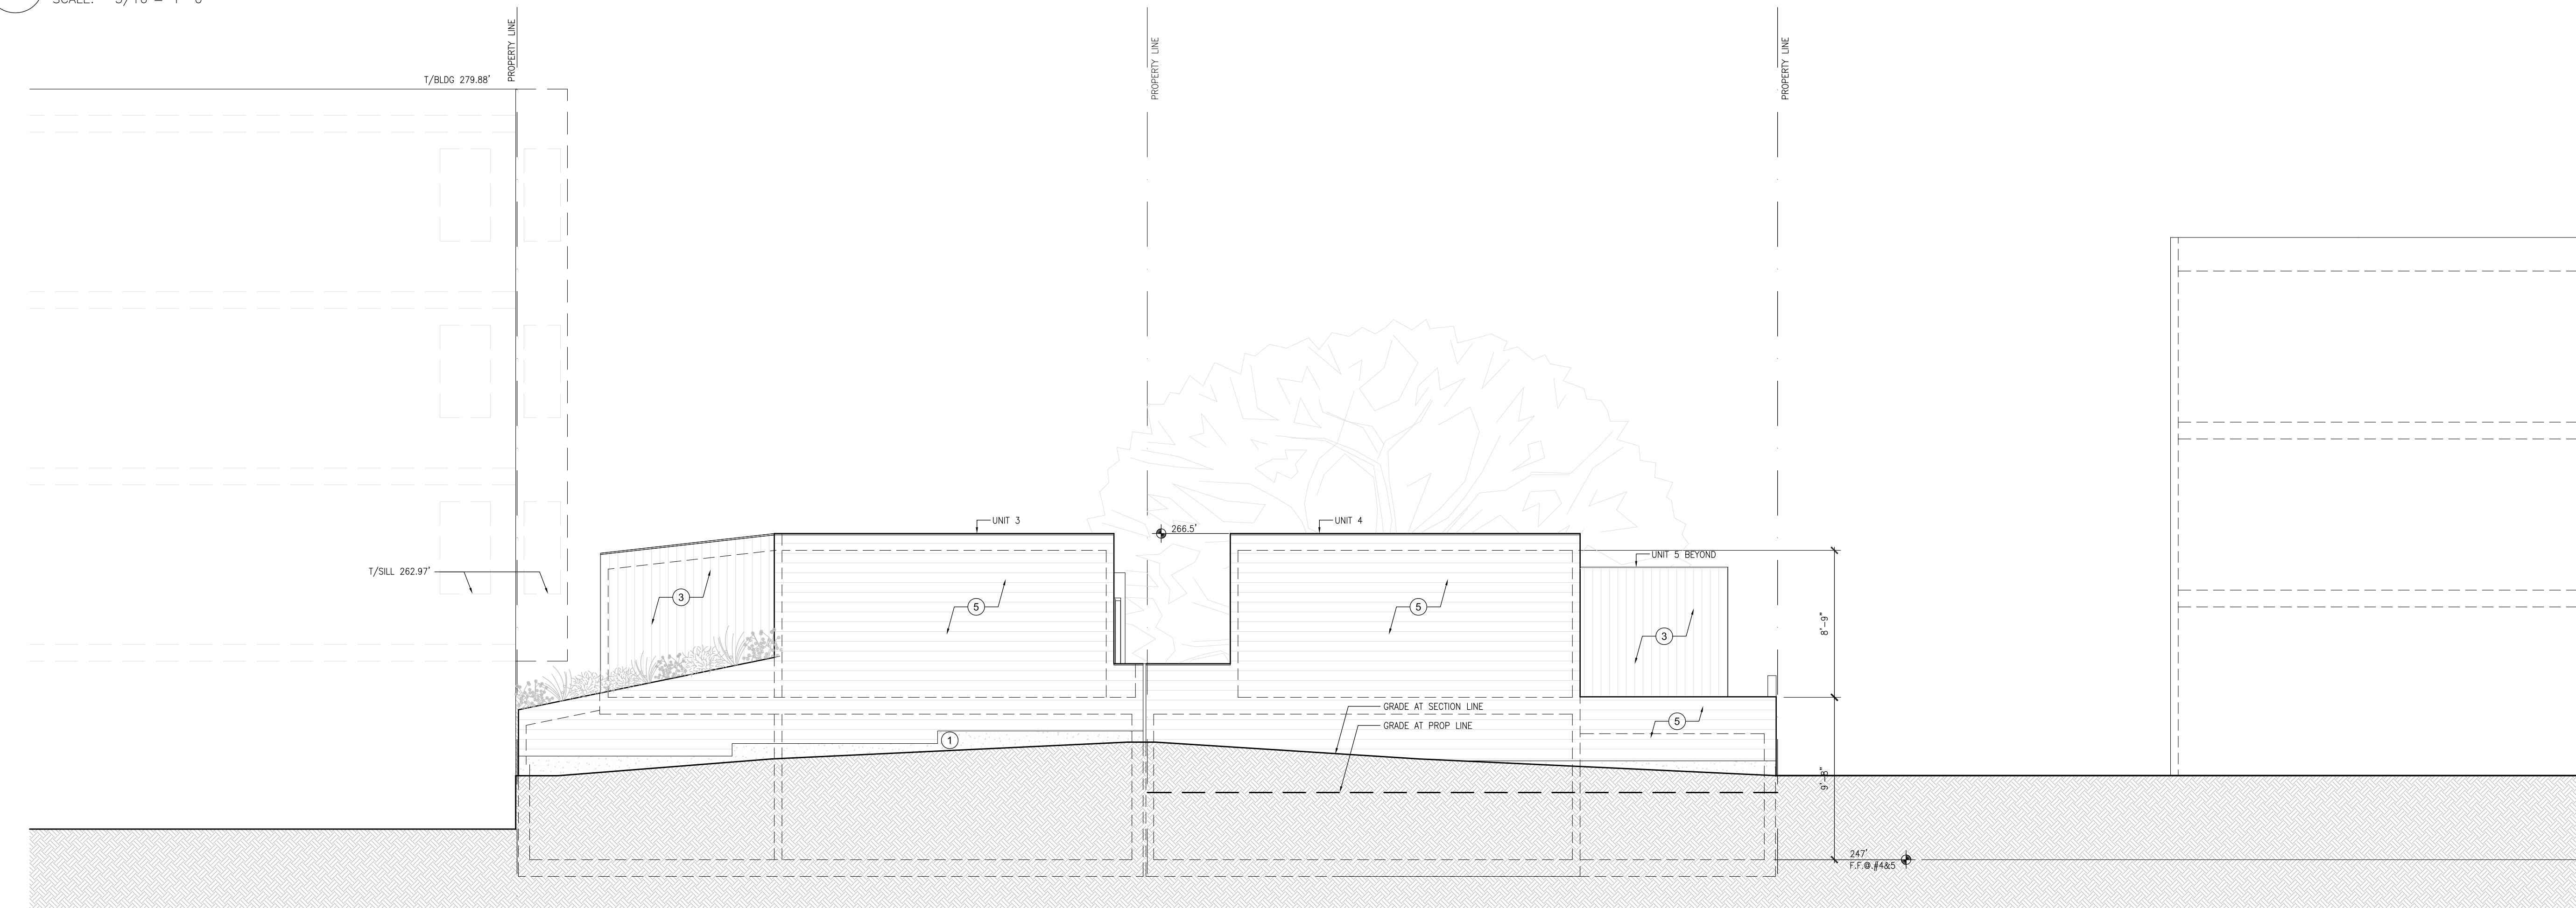 PROPERTY LINE
PROPERTY LINE
PROPERTY LINE
T/BLDG 279.88'
UNIT 3
266.5'
UNIT 4
UNIT 5 BEYOND
T/SILL 262.97'
3
5
5
3
8'-9"
GRADE AT SECTION LINE
GRADE AT PROP LINE
5
1
9'-8"
247'
F.F.@.#4&5